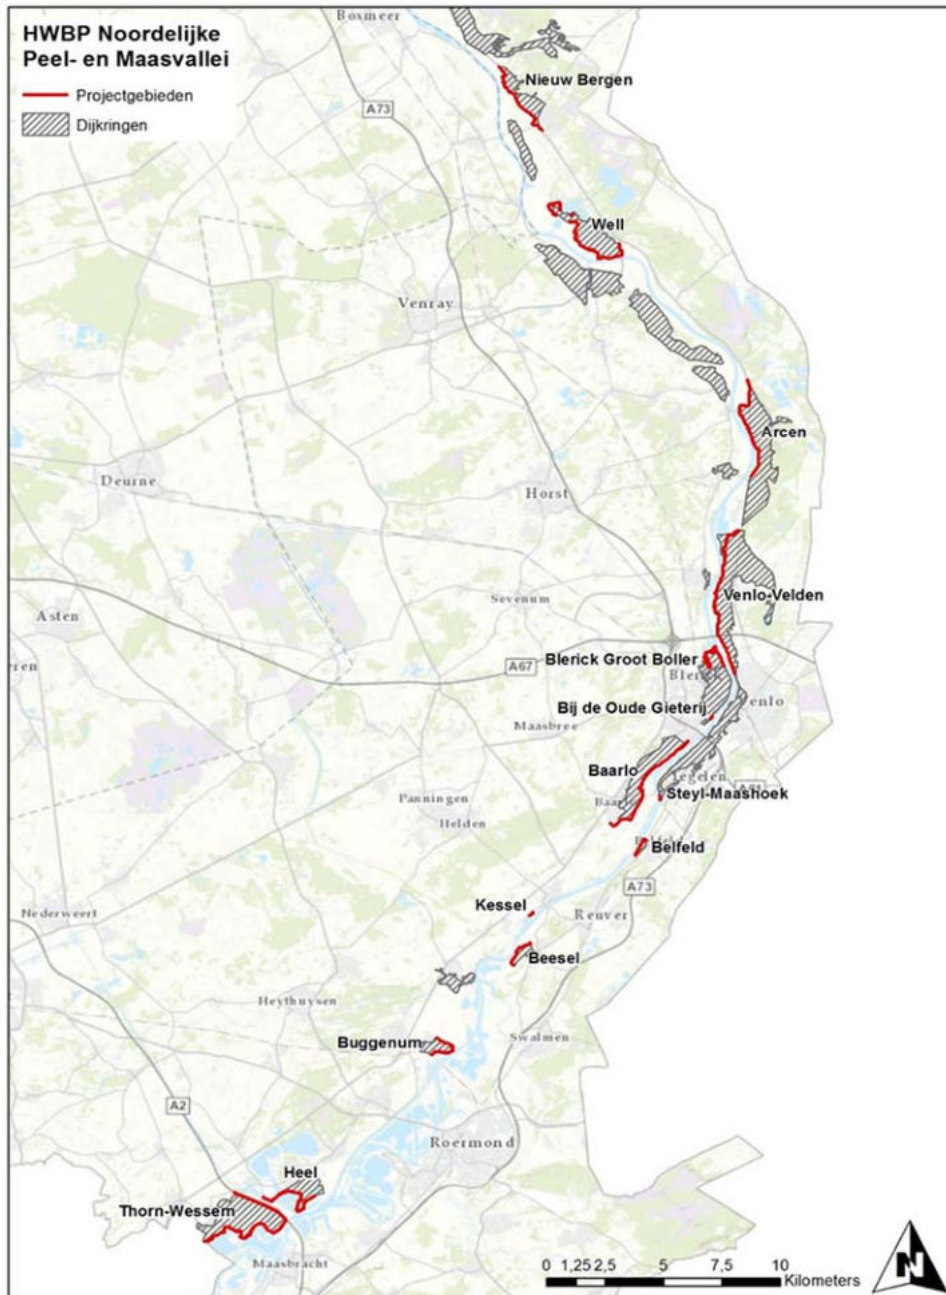 HWBP Noordelijke
Peel- en Maasvallei
Projectgebieden
Dijkringen
Boxmeer
Nieuw Bergen
A73
Well
Venray
Arcen
Deurne
Horst
Venlo-Velden
Sevenum
Asten
Blerick Groot Boller
A67
Bij de Oude Gieterij
Maasbree
Baarlo
Tegelen
Steyl-Maashoek
Panningen
Helden
Belfeld
A73
Kessel
Reuver
Nederweert
Beesel
Heythuysen
Swalmen
Buggenum
A2
Roermond
Heel
Thorn-Wessem
Maasbracht
0 1,25 2,5 5 7,5 10
Kilometers
N